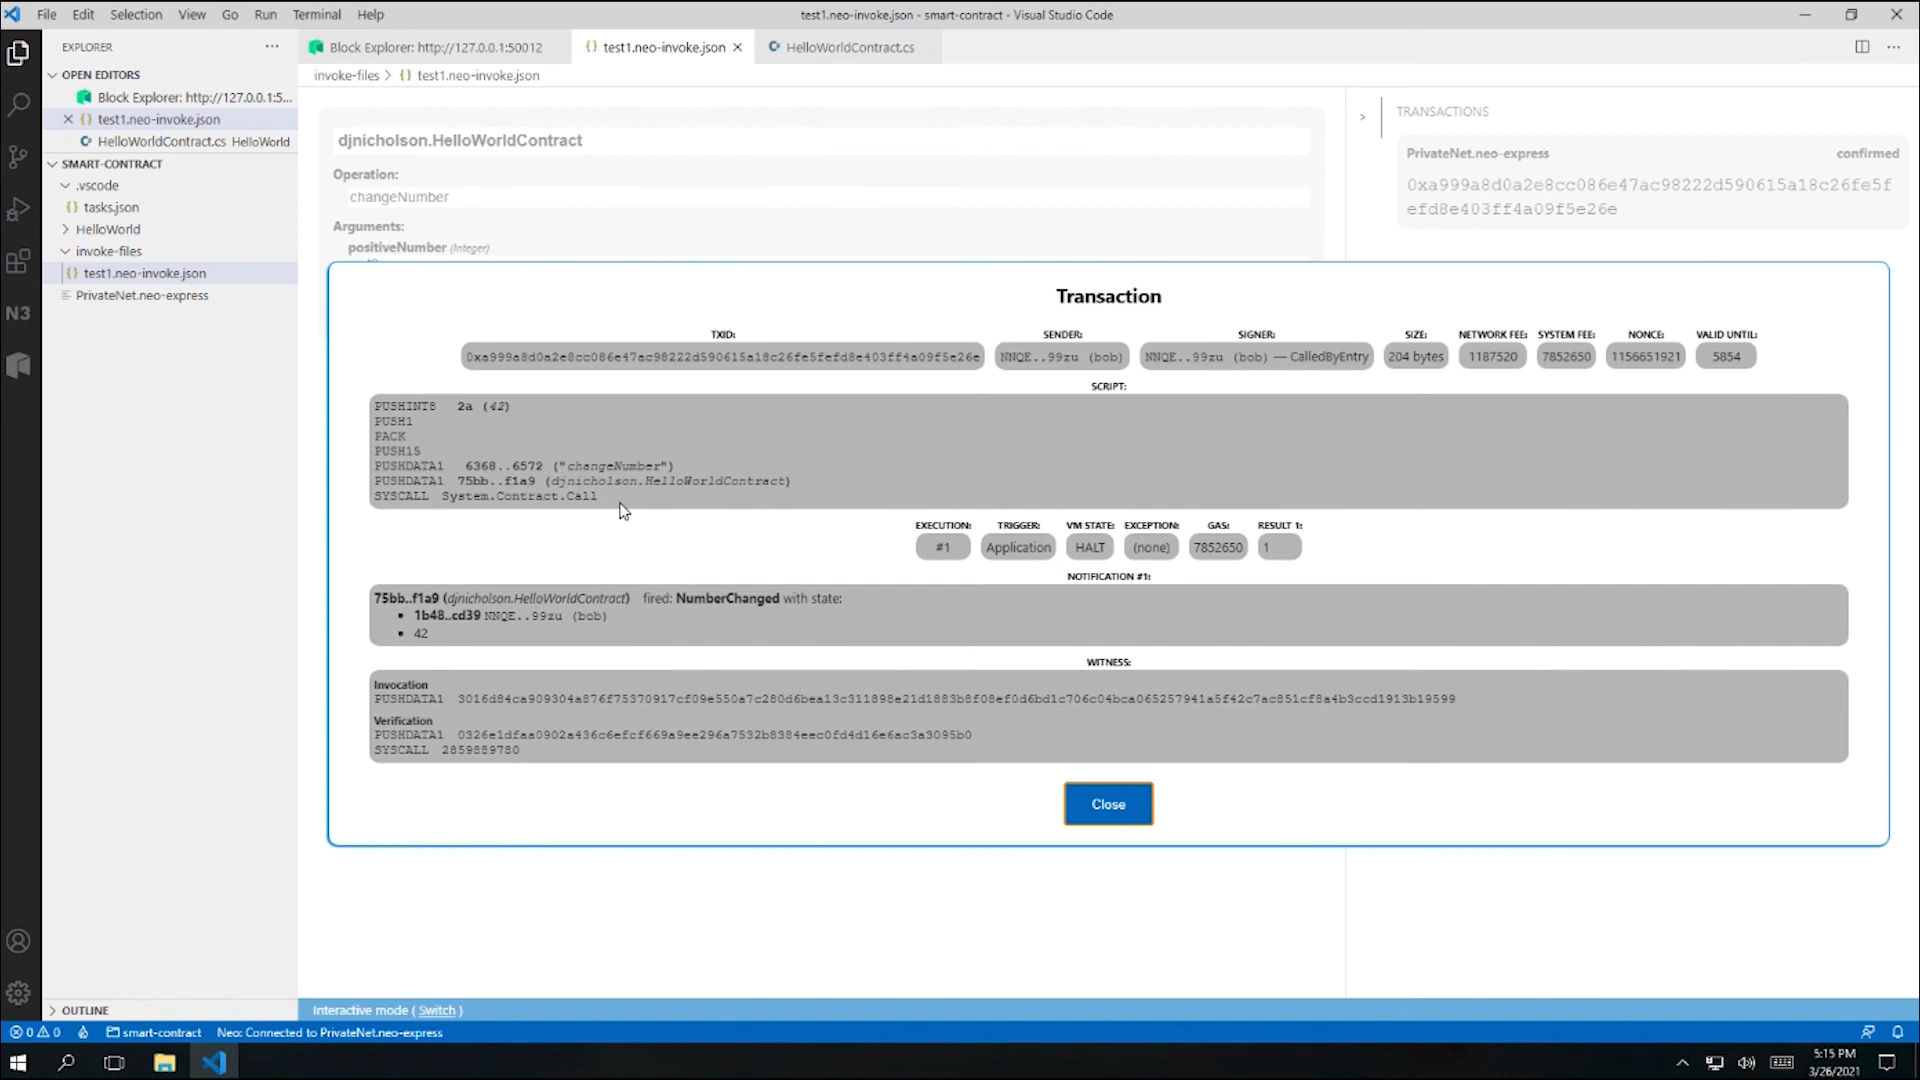 File Edit Selection View Go Run Terminal Help
test1.neo-invoke.json - smart-contract - Visual Studio Code
EXPLORER
OPEN EDITORS
Block Explorer: http://127.0.0.1:5...
test1.neo-invoke.json
HelloWorldContract.cs HelloWorld
SMART-CONTRACT
.vscode
tasks.json
HelloWorld
invoke-files
test1.neo-invoke.json
PrivateNet.neo-express
N3
OUTLINE
Block Explorer: http://127.0.0.1:50012
test1.neo-invoke.json
HelloWorldContract.cs
invoke-files > test1.neo-invoke.json
djnicholson.HelloWorldContract
Operation:
changeNumber
Arguments:
positiveNumber (Integer)
TRANSACTIONS
PrivateNet.neo-express confirmed
0xa999a8d0a2e8cc086e47ac98222d590615a18c26fe5f
efd8e403ff4a09f5e26e
Transaction
TXID: SENDER: SIGNER: SIZE: NETWORK FEE: SYSTEM FEE: NONCE: VALID UNTIL:
0xa999a8d0a2e8cc086e47ac98222d590615a18c26fe5fefd8e403ff4a09f5e26e NNQE..99zu (bob) NNQE..99zu (bob) — CalledByEntry 204 bytes 1187520 7852650 1156651921 5854
SCRIPT:
PUSHINT8 2a (42)
PUSH1
PACK
PUSH15
PUSHDATA1 6368..6572 ("changeNumber")
PUSHDATA1 75bb..f1a9 (djnicholson.HelloWorldContract)
SYSCALL System.Contract.Call
EXECUTION: TRIGGER: VM STATE: EXCEPTION: GAS: RESULT 1:
#1 Application HALT (none) 7852650 1
NOTIFICATION #1:
75bb..f1a9 (djnicholson.HelloWorldContract) fired: NumberChanged with state:
• 1b48..cd39 NNQE..99zu (bob)
• 42
WITNESS:
Invocation
PUSHDATA1 3016d84ca909304a876f75370917cf09e550a7c280d6bea13c311898e21d1883b8f08ef0d6bd1c706c04bca065257941a5f42c7ac851cf8a4b3ccd1913b19599
Verification
PUSHDATA1 0326e1dfaa0902a436c6efcf669a9ee296a7532b8384eec0fd4d16e6ac3a3095b0
SYSCALL 2859889780
Close
Interactive mode ( Switch )
0 0 smart-contract Neo: Connected to PrivateNet.neo-express
5:15 PM
3/26/2021